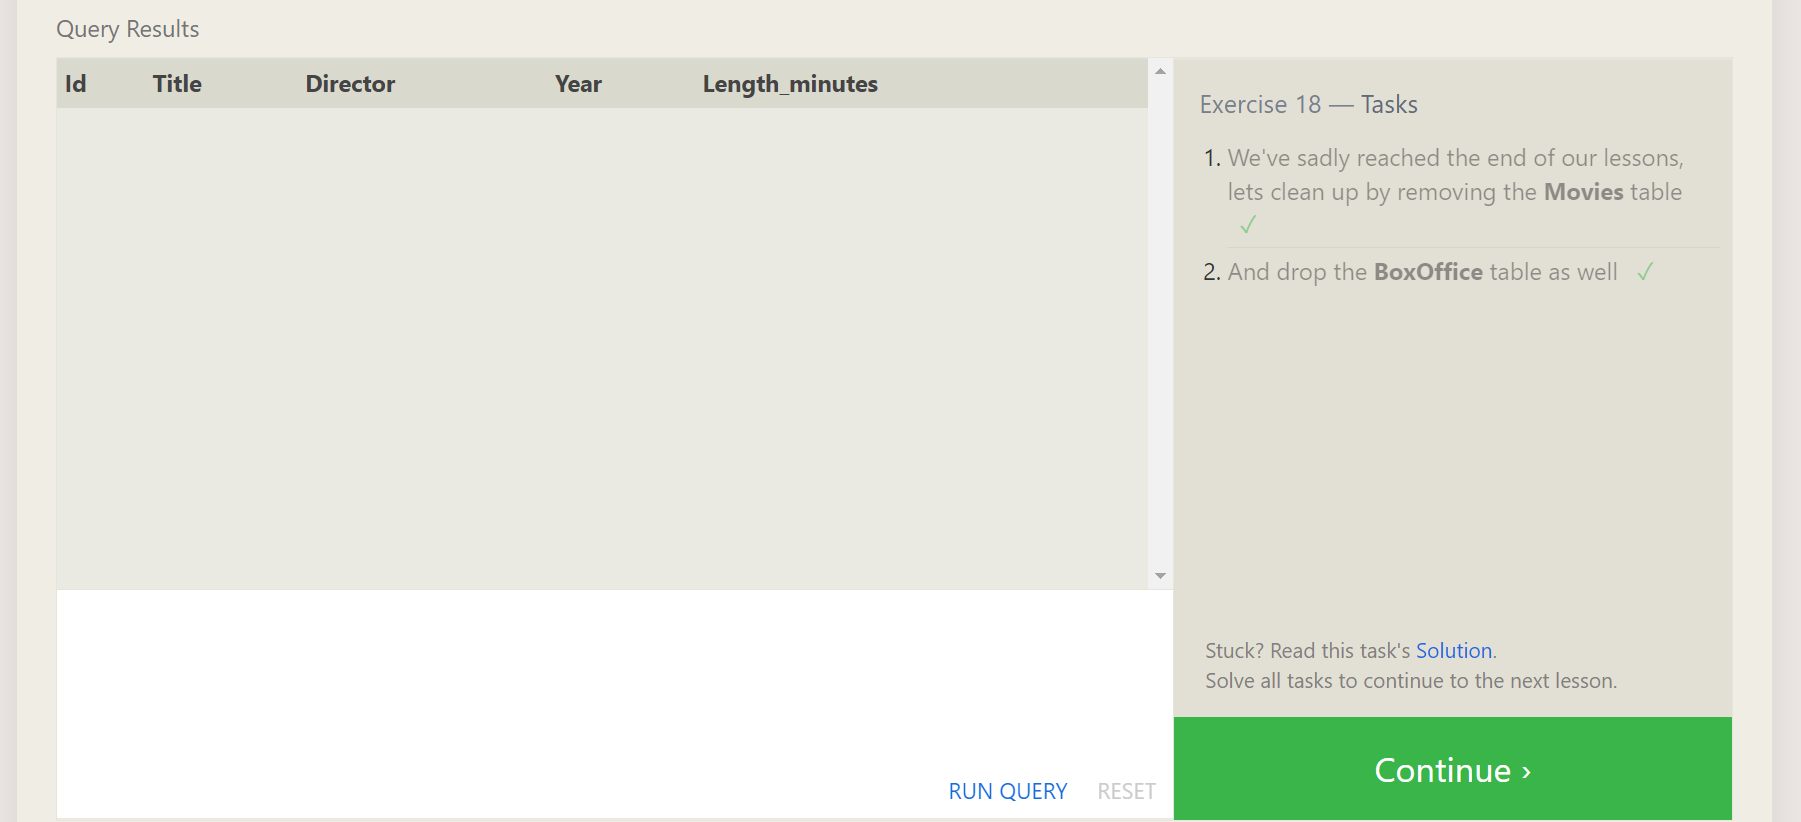 Query Results
Id Title Director Year Length_minutes
Exercise 18 — Tasks
1. We've sadly reached the end of our lessons,
lets clean up by removing the Movies table
✓
2. And drop the BoxOffice table as well ✓
Stuck? Read this task's Solution.
Solve all tasks to continue to the next lesson.
RUN QUERY RESET
Continue ›